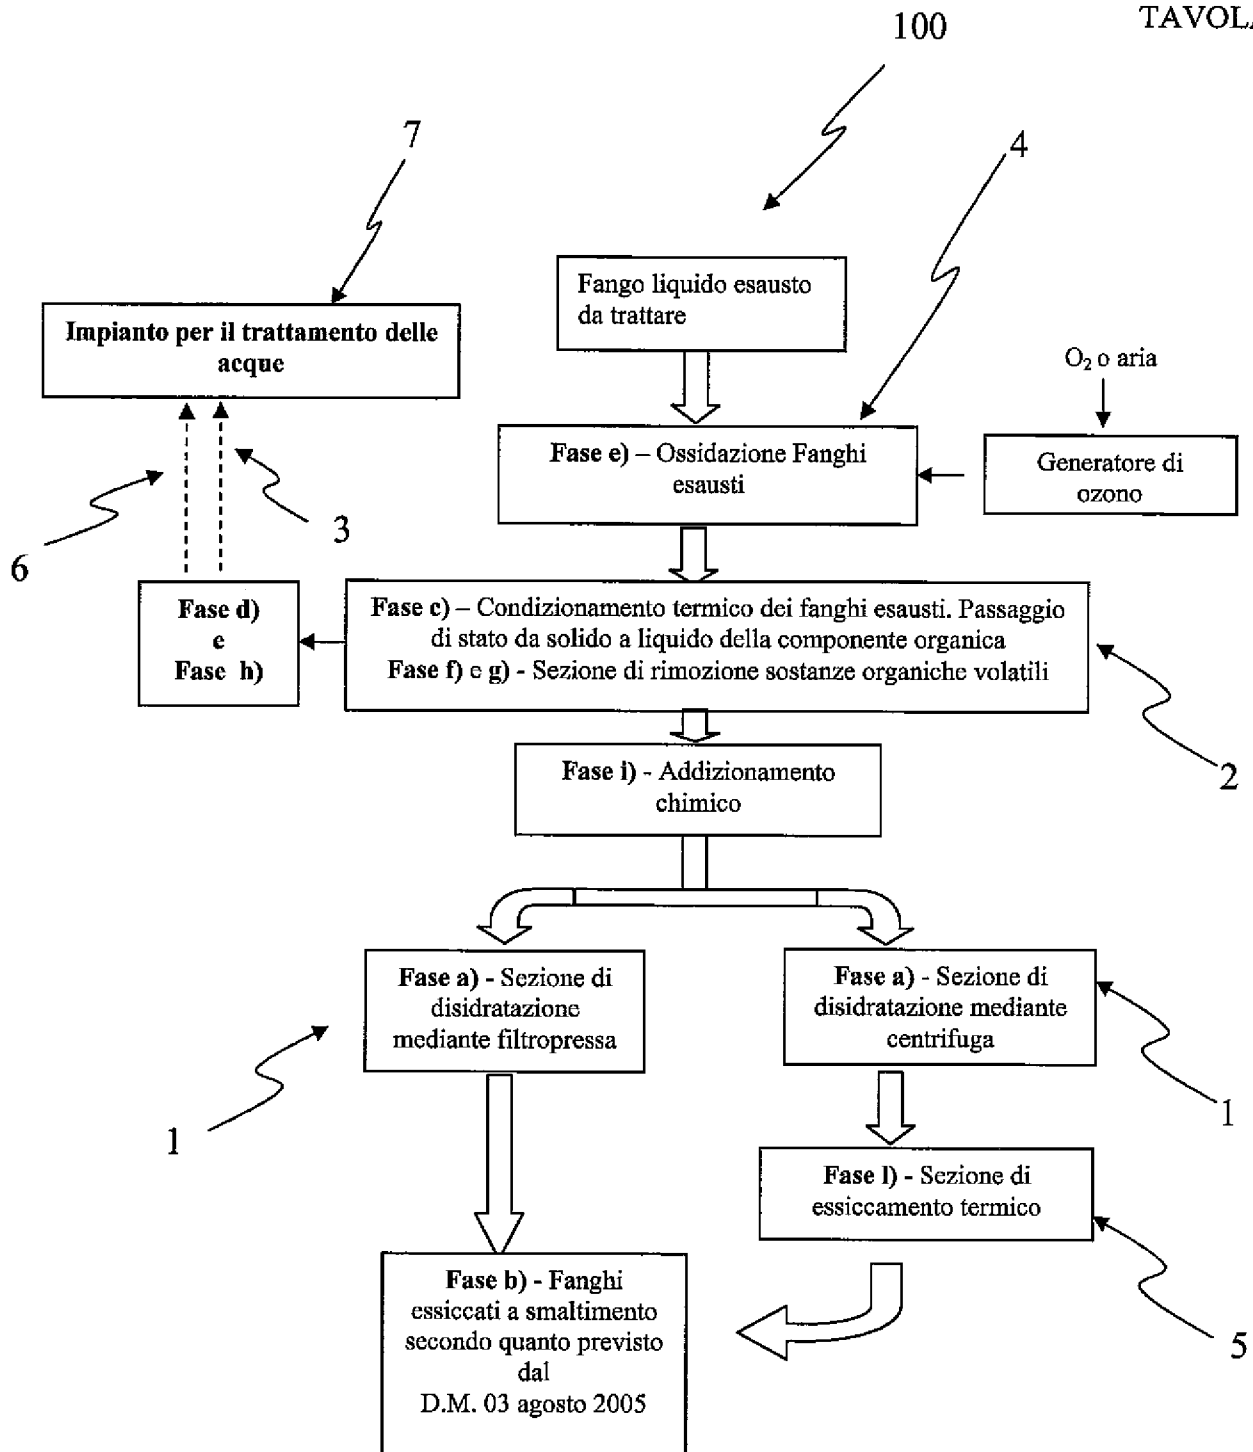 TAVOLA
100
7
4
Fango liquido esausto
da trattare
Impianto per il trattamento delle
acque
O₂ o aria
Fase e) – Ossidazione Fanghi
esausti
Generatore di
ozono
6
3
Fase d)
e
Fase h)
Fase c) – Condizionamento termico dei fanghi esausti. Passaggio
di stato da solido a liquido della componente organica
Fase f) e g) - Sezione di rimozione sostanze organiche volatili
2
Fase i) - Addizionamento
chimico
Fase a) - Sezione di
disidratazione
mediante filtropressa
Fase a) - Sezione di
disidratazione mediante
centrifuga
1
1
Fase l) - Sezione di
essiccamento termico
5
Fase b) - Fanghi
essiccati a smaltimento
secondo quanto previsto
dal
D.M. 03 agosto 2005